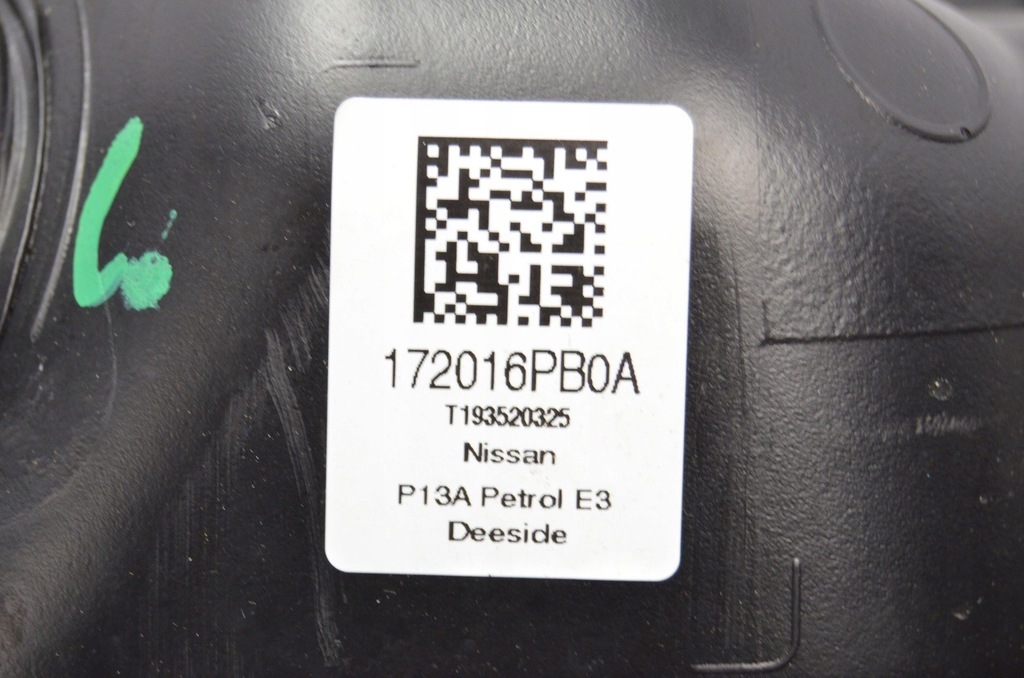 172016PB0A
T193520325
Nissan
P13A Petrol E3
Deeside